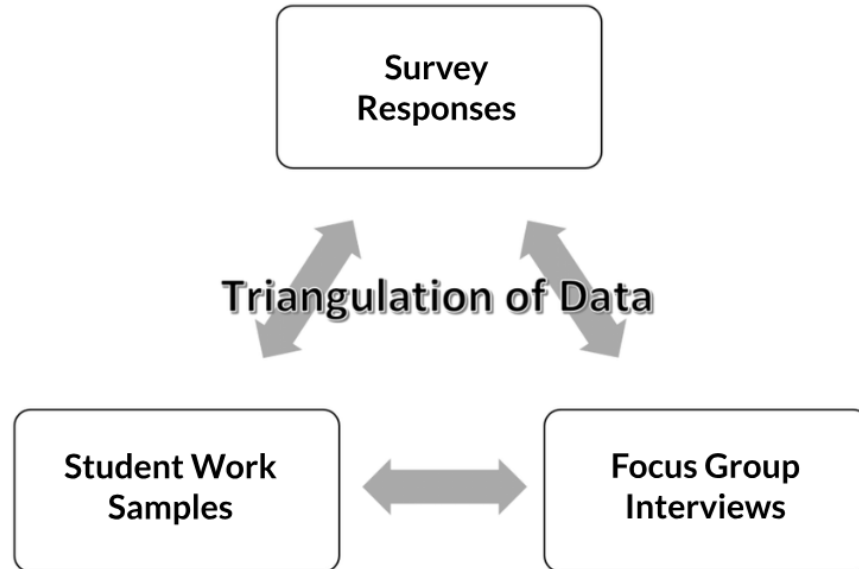 Survey
Responses
Triangulation of Data
Student Work
Samples
Focus Group
Interviews